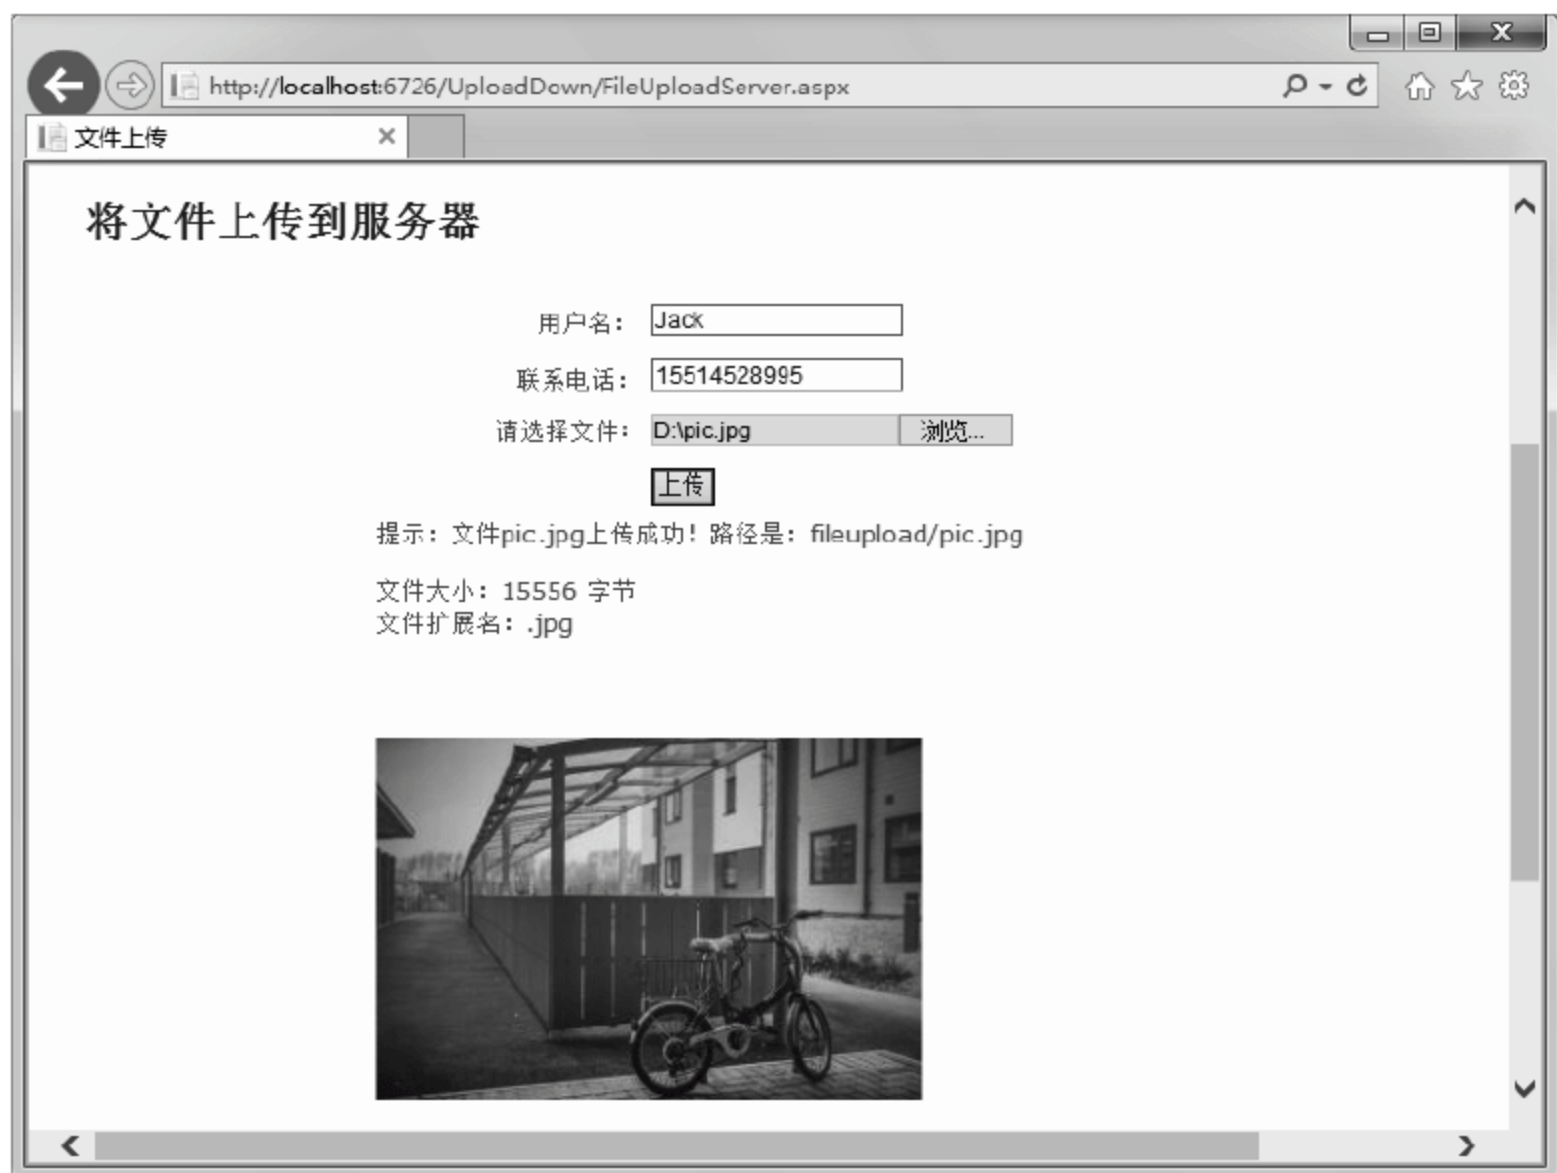 http://localhost:6726/UploadDown/FileUploadServer.aspx
文件上传
将文件上传到服务器
用户名： Jack
联系电话： 15514528995
请选择文件： D:\pic.jpg 浏览...
上传
提示：文件pic.jpg上传成功！路径是：fileupload/pic.jpg
文件大小：15556 字节
文件扩展名：.jpg